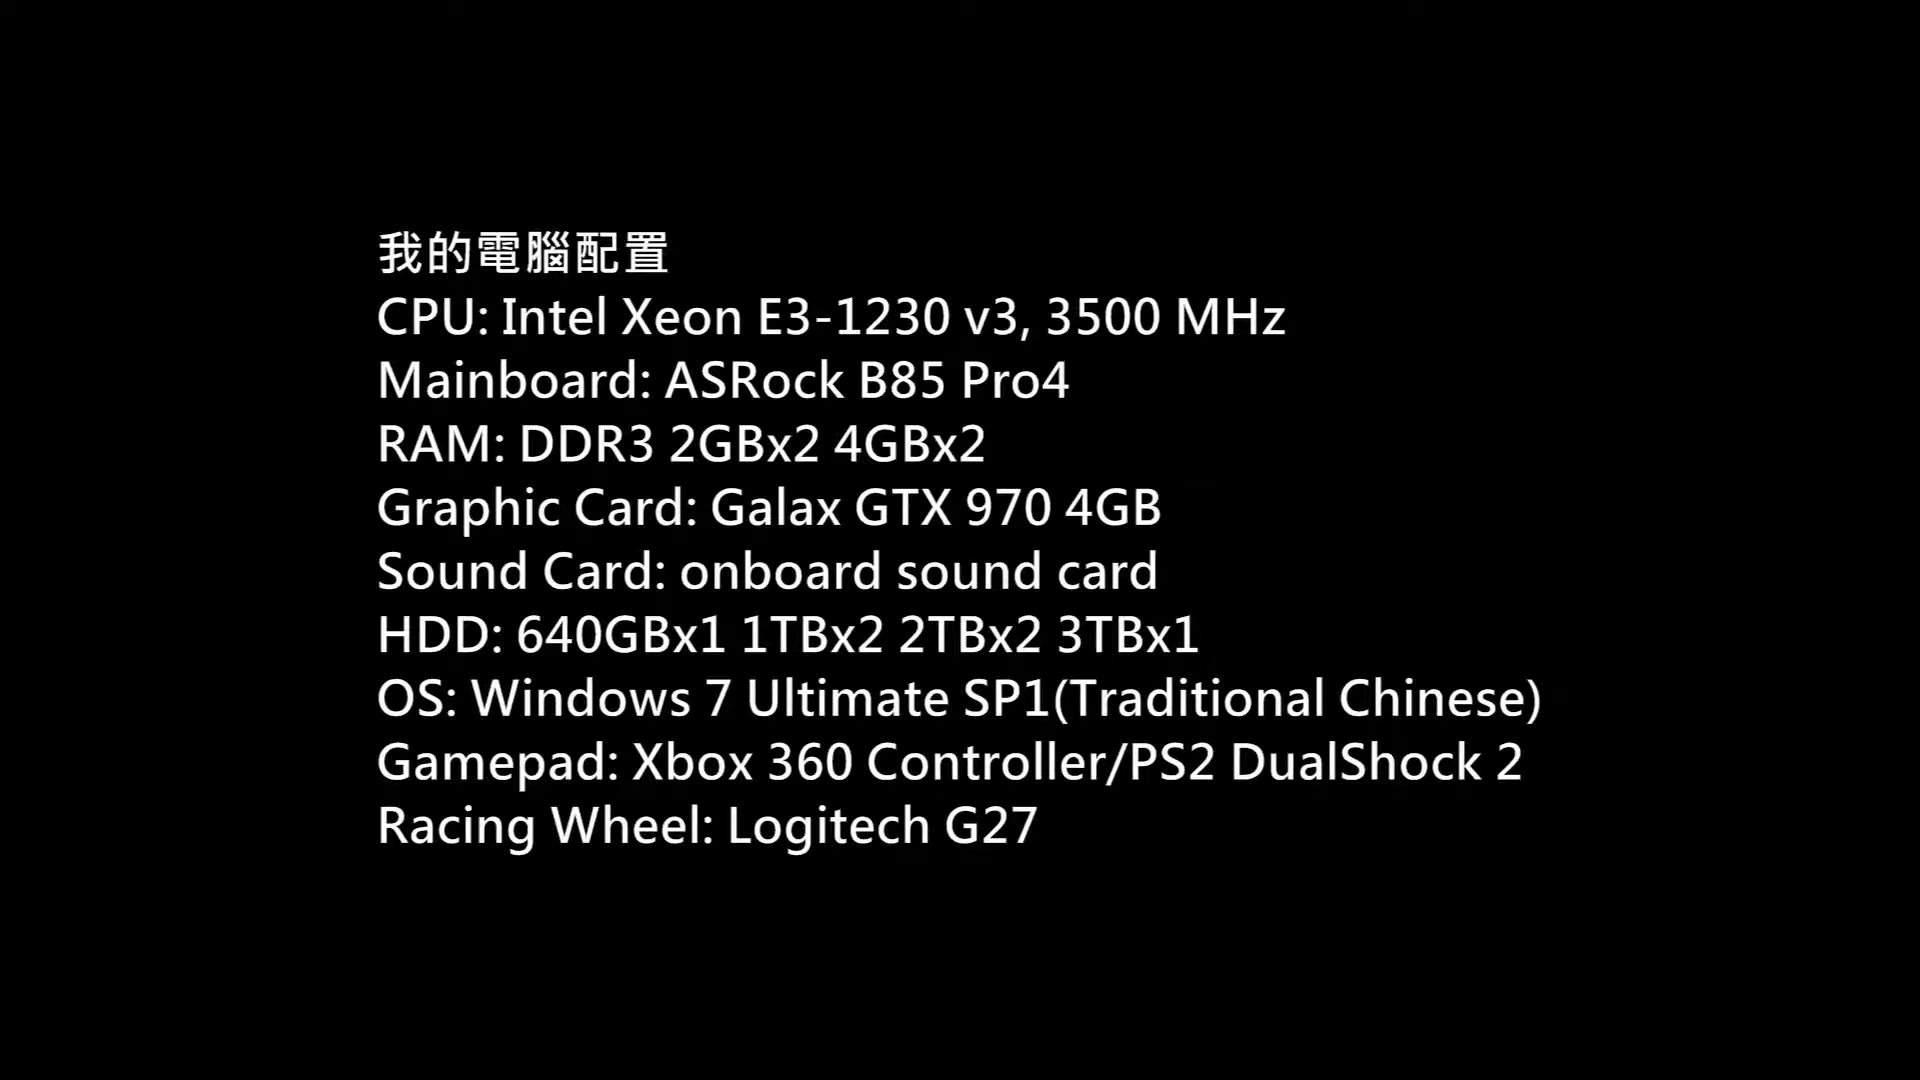 我的電腦配置
CPU: Intel Xeon E3-1230 v3, 3500 MHz
Mainboard: ASRock B85 Pro4
RAM: DDR3 2GBx2 4GBx2
Graphic Card: Galax GTX 970 4GB
Sound Card: onboard sound card
HDD: 640GBx1 1TBx2 2TBx2 3TBx1
OS: Windows 7 Ultimate SP1(Traditional Chinese)
Gamepad: Xbox 360 Controller/PS2 DualShock 2
Racing Wheel: Logitech G27